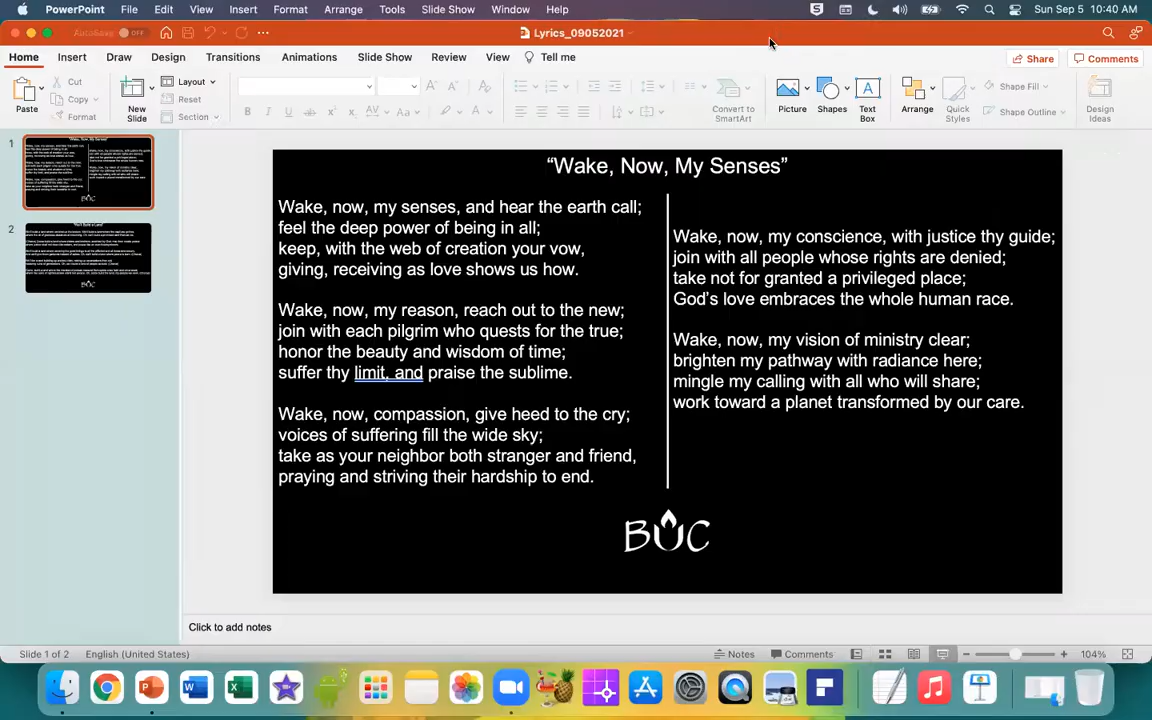 PowerPoint File Edit View Insert Format Arrange Tools Slide Show Window Help Sun Sep 5 10:40 AM
AutoSave OFF Lyrics_09052021
Home Insert Draw Design Transitions Animations Slide Show Review View Tell me Share Comments
Paste Cut Copy Format New Slide Layout Reset Section Convert to SmartArt Picture Shapes Text Box Arrange Quick Styles Shape Fill Shape Outline Design Ideas
1
2
“Wake, Now, My Senses”
Wake, now, my senses, and hear the earth call;
feel the deep power of being in all;
keep, with the web of creation your vow,
giving, receiving as love shows us how.
Wake, now, my reason, reach out to the new;
join with each pilgrim who quests for the true;
honor the beauty and wisdom of time;
suffer thy limit, and praise the sublime.
Wake, now, compassion, give heed to the cry;
voices of suffering fill the wide sky;
take as your neighbor both stranger and friend,
praying and striving their hardship to end.
Wake, now, my conscience, with justice thy guide;
join with all people whose rights are denied;
take not for granted a privileged place;
God’s love embraces the whole human race.
Wake, now, my vision of ministry clear;
brighten my pathway with radiance here;
mingle my calling with all who will share;
work toward a planet transformed by our care.
BUC
Click to add notes
Slide 1 of 2 English (United States) Notes Comments 104%